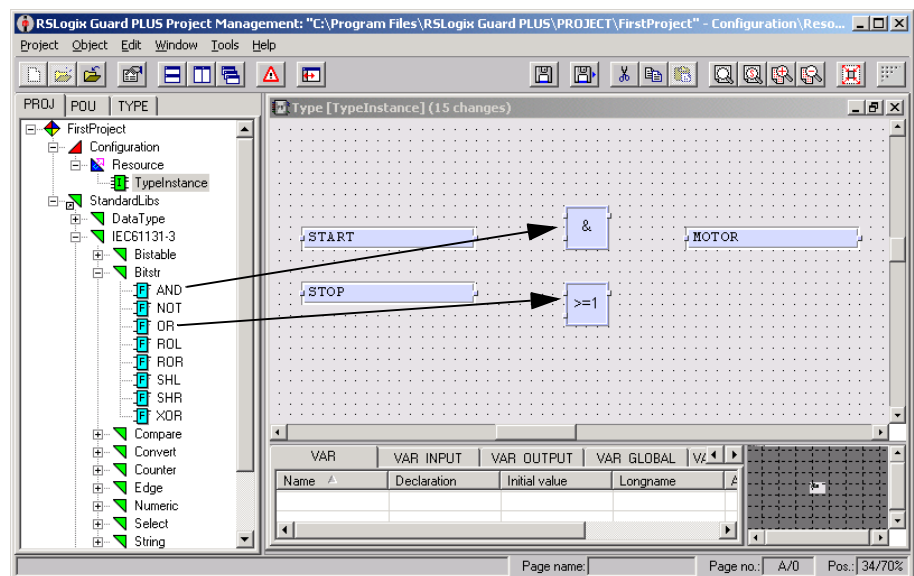 RSLogix Guard PLUS Project Management: "C:\Program Files\RSLogix Guard PLUS\PROJECT\FirstProject" - Configuration\Reso...
Project Object Edit Window Tools Help
PROJ POU TYPE
FirstProject
Configuration
Resource
TypeInstance
StandardLibs
DataType
IEC61131-3
Bistable
Bitstr
AND
NOT
OR
ROL
ROR
SHL
SHR
XOR
Compare
Convert
Counter
Edge
Numeric
Select
String
Type [TypeInstance] (15 changes)
START
&
MOTOR
STOP
>=1
VAR VAR INPUT VAR OUTPUT VAR GLOBAL
Name Declaration Initial value Longname
Page name: Page no.: A/0 Pos.: 34/70%